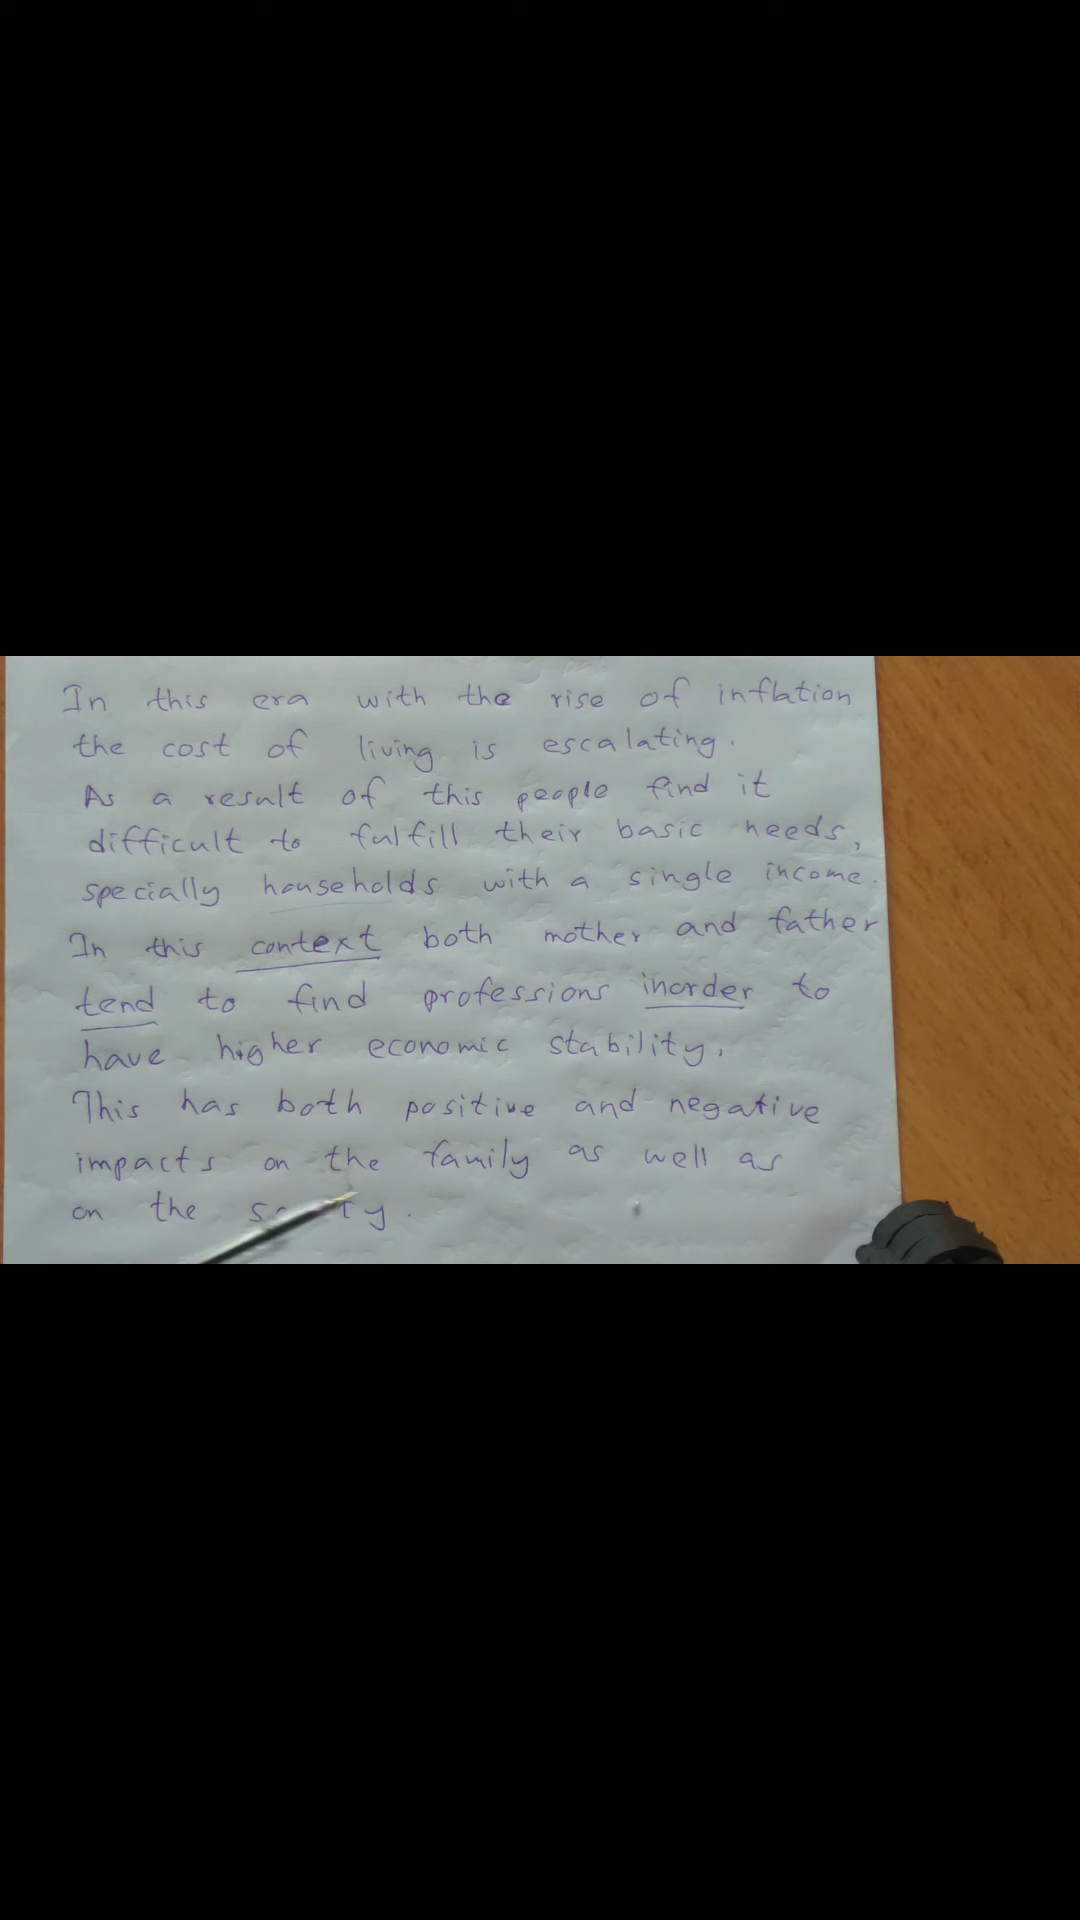 In this era with the rise of inflation
the cost of living is escalating.
As a result of this people find it
difficult to fulfill their basic needs,
specially households with a single income.
In this context both mother and father
tend to find professions inorder to
have higher economic stability.
This has both positive and negative
impacts on the family as well as
on the